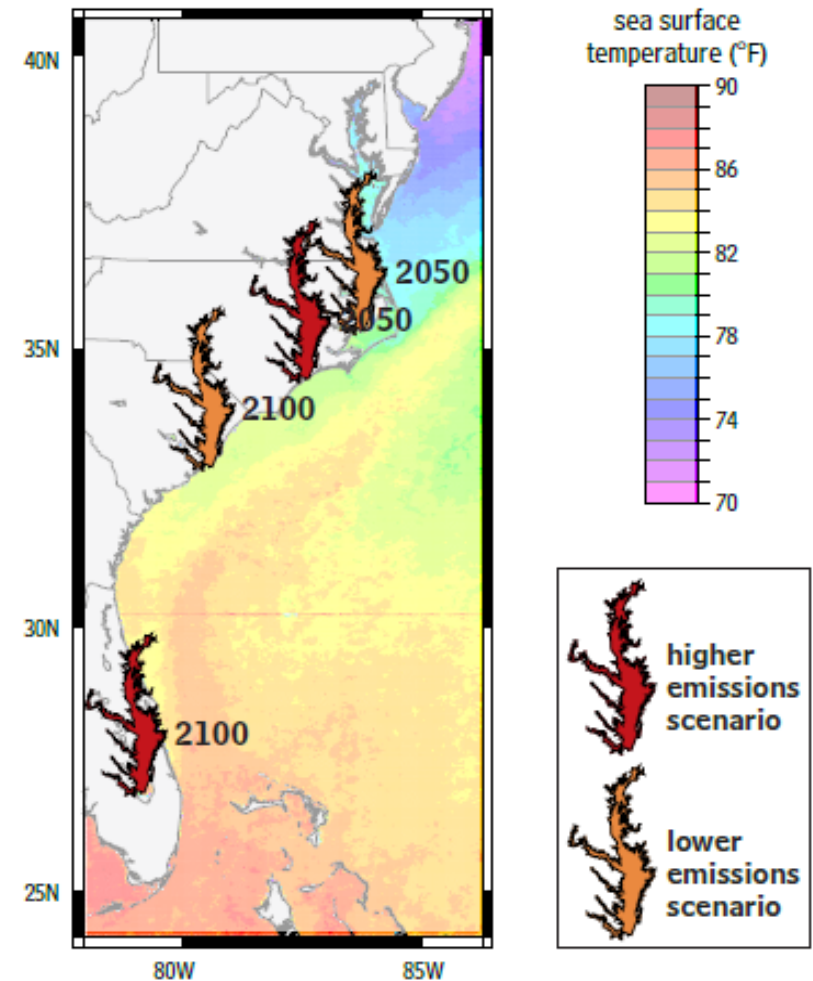 sea surface
temperature (°F)
40N
35N
30N
25N
80W
85W
2050
2050
2100
2100
90
86
82
78
74
70
higher
emissions
scenario
lower
emissions
scenario